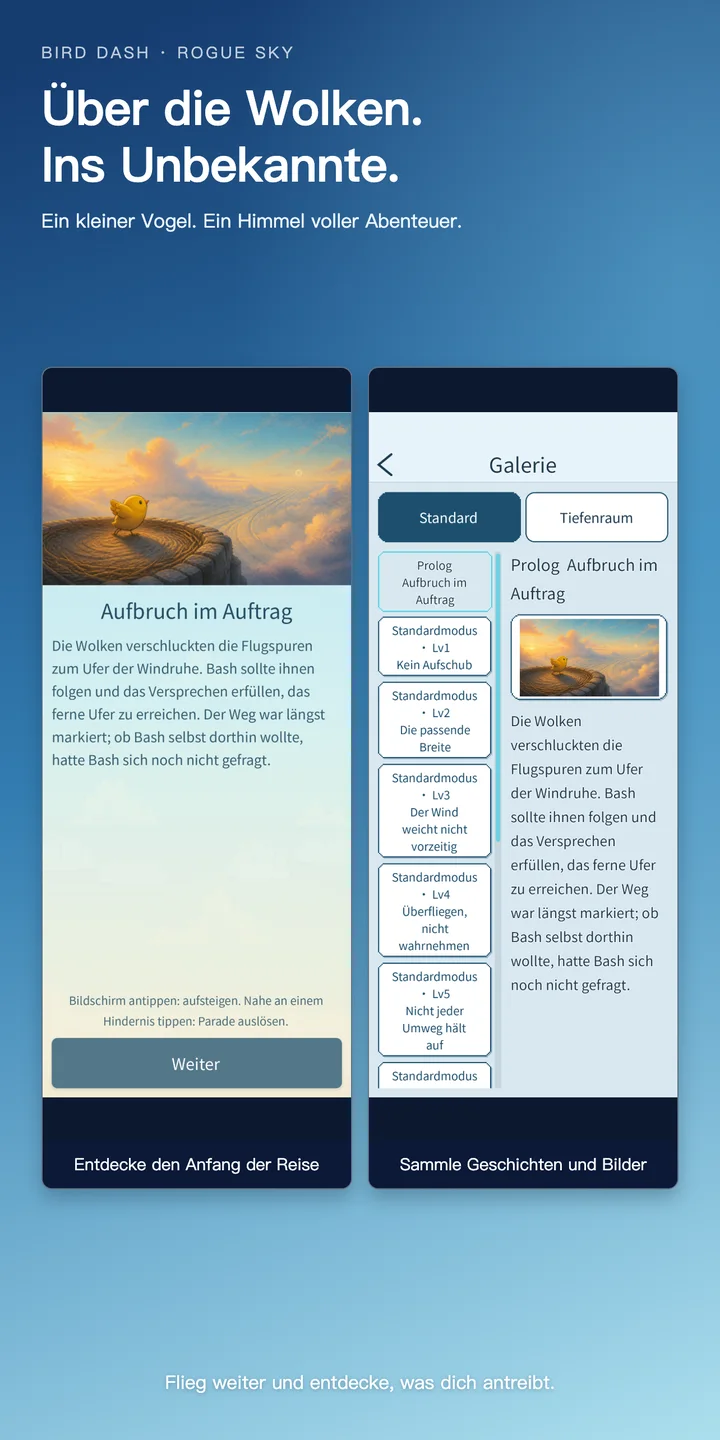 BIRD DASH · ROGUE SKY
Über die Wolken.
Ins Unbekannte.
Ein kleiner Vogel. Ein Himmel voller Abenteuer.
Aufbruch im Auftrag
Die Wolken verschluckten die Flugspuren
zum Ufer der Windruhe. Bash sollte ihnen
folgen und das Versprechen erfüllen, das
ferne Ufer zu erreichen. Der Weg war längst
markiert; ob Bash selbst dorthin wollte,
hatte Bash sich noch nicht gefragt.
Bildschirm antippen: aufsteigen. Nahe an einem
Hindernis tippen: Parade auslösen.
Weiter
Entdecke den Anfang der Reise
Galerie
Standard
Tiefenraum
Prolog
Aufbruch im
Auftrag
Standardmodus
· Lv1
Kein Aufschub
Standardmodus
· Lv2
Die passende
Breite
Standardmodus
· Lv3
Der Wind
weicht nicht
vorzeitig
Standardmodus
· Lv4
Überfliegen,
nicht
wahrnehmen
Standardmodus
· Lv5
Nicht jeder
Umweg hält
auf
Standardmodus
Prolog Aufbruch im
Auftrag
Die Wolken
verschluckten die
Flugspuren zum Ufer
der Windruhe. Bash
sollte ihnen folgen und
das Versprechen
erfüllen, das ferne Ufer
zu erreichen. Der Weg
war längst markiert; ob
Bash selbst dorthin
wollte, hatte Bash sich
noch nicht gefragt.
Sammle Geschichten und Bilder
Flieg weiter und entdecke, was dich antreibt.